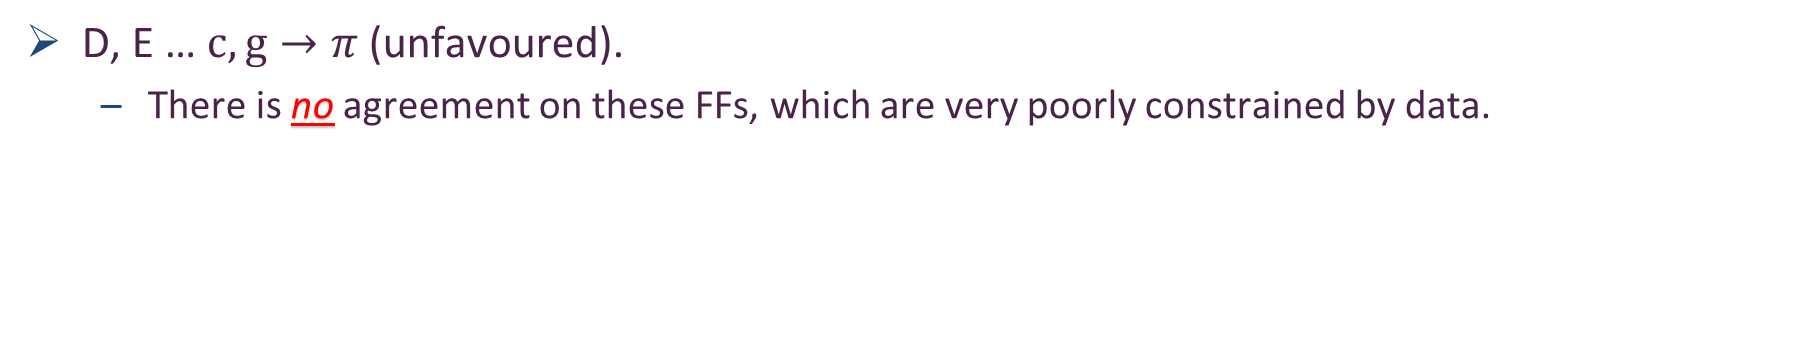 ➢ D, E … c, g → π (unfavoured).
– There is no agreement on these FFs, which are very poorly constrained by data.